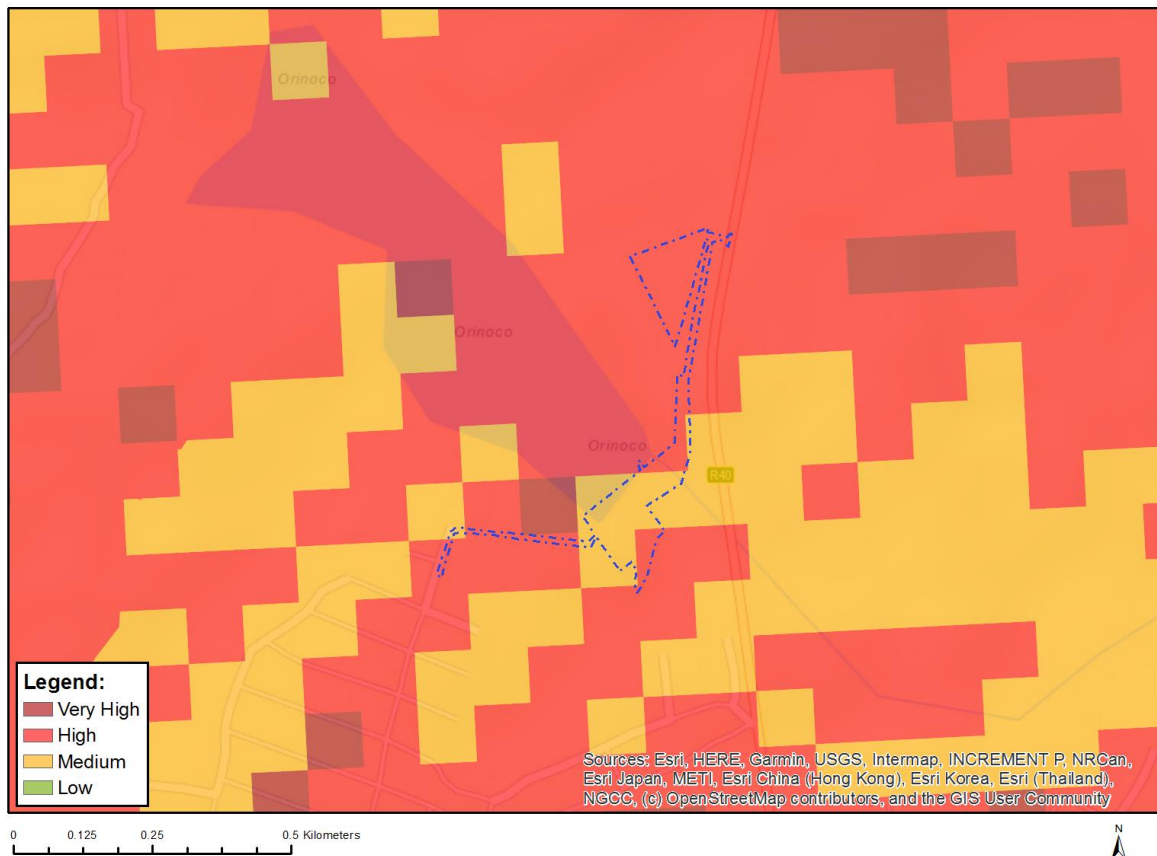 Orinoco
Orinoco
Orinoco
R40
Legend:
Very High
High
Medium
Low
Sources: Esri, HERE, Garmin, USGS, Intermap, INCREMENT P, NRCan,
Esri Japan, METI, Esri China (Hong Kong), Esri Korea, Esri (Thailand),
NGCC, (c) OpenStreetMap contributors, and the GIS User Community
0 0.125 0.25 0.5 Kilometers
N